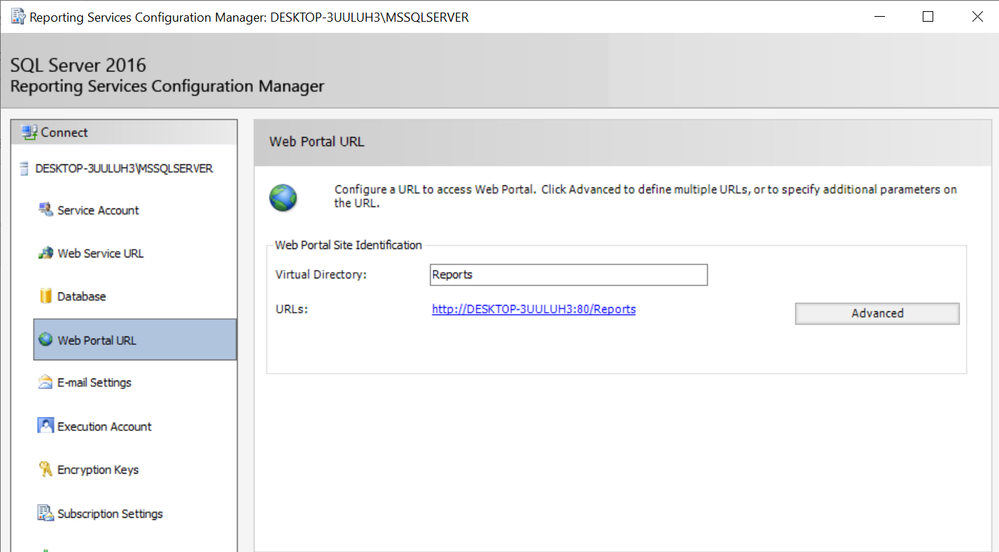 Reporting Services Configuration Manager: DESKTOP-3UULUH3\MSSQLSERVER
SQL Server 2016
Reporting Services Configuration Manager
Connect
DESKTOP-3UULUH3\MSSQLSERVER
Service Account
Web Service URL
Database
Web Portal URL
E-mail Settings
Execution Account
Encryption Keys
Subscription Settings
Web Portal URL
Configure a URL to access Web Portal.  Click Advanced to define multiple URLs, or to specify additional parameters on
the URL.
Web Portal Site Identification
Virtual Directory:
Reports
URLs:
http://DESKTOP-3UULUH3:80/Reports
Advanced